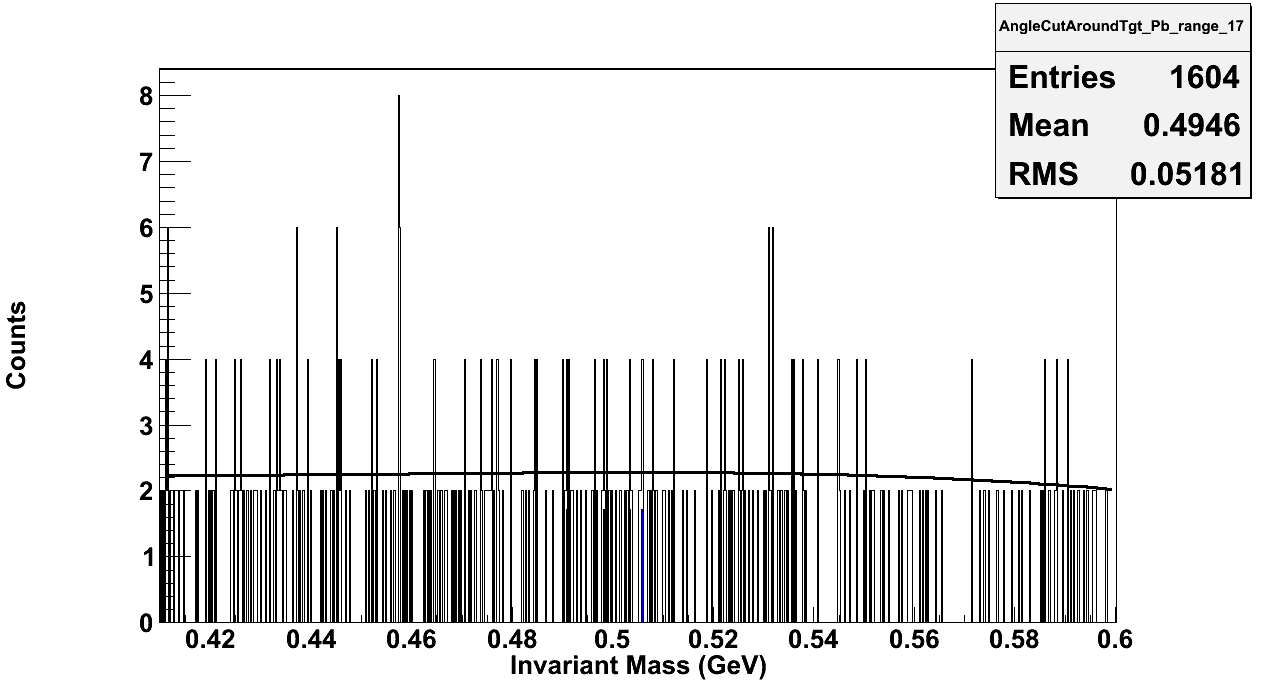 AngleCutAroundTgt_Pb_range_17
Entries 1604
Mean 0.4946
RMS 0.05181
8
7
6
5
4
3
2
1
0
Counts
0.42 0.44 0.46 0.48 0.5 0.52 0.54 0.56 0.58 0.6
Invariant Mass (GeV)